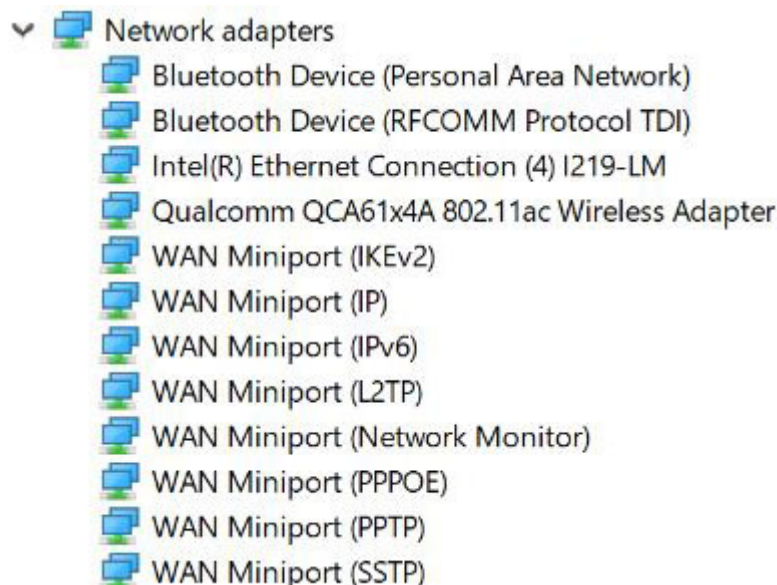 Network adapters
Bluetooth Device (Personal Area Network)
Bluetooth Device (RFCOMM Protocol TDI)
Intel(R) Ethernet Connection (4) I219-LM
Qualcomm QCA61x4A 802.11ac Wireless Adapter
WAN Miniport (IKEv2)
WAN Miniport (IP)
WAN Miniport (IPv6)
WAN Miniport (L2TP)
WAN Miniport (Network Monitor)
WAN Miniport (PPPOE)
WAN Miniport (PPTP)
WAN Miniport (SSTP)